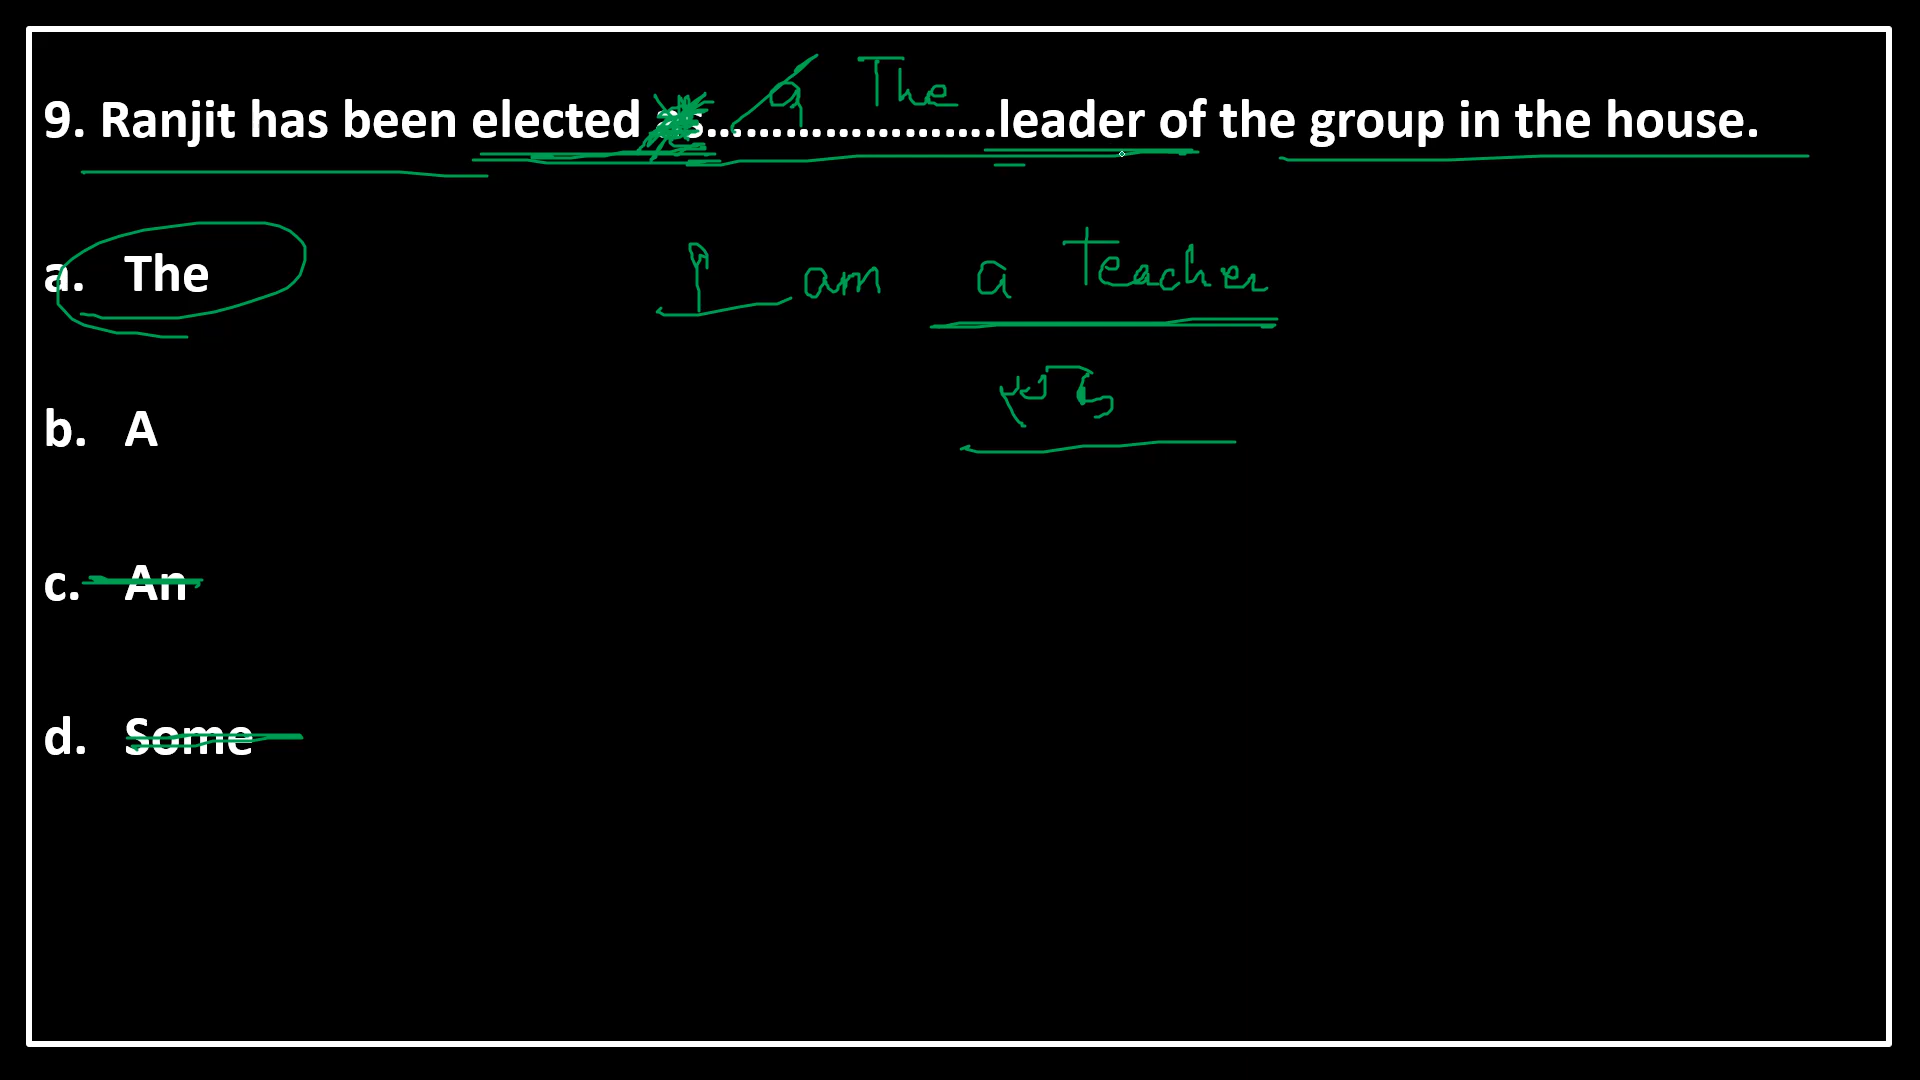 a The
9. Ranjit has been elected as......................leader of the group in the house.
a. The
I am a Teacher
b. A
c. An
d. Some